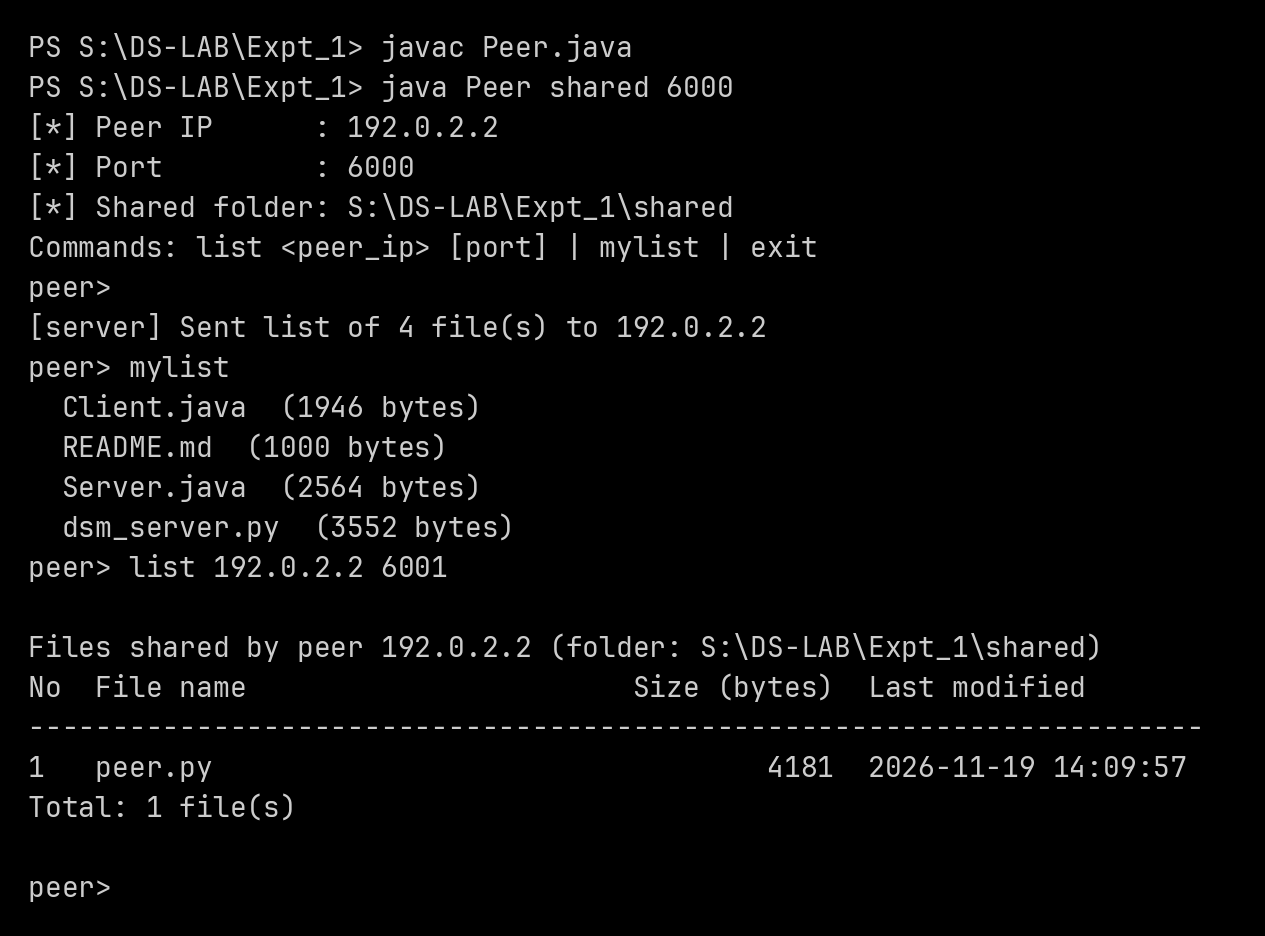 PS S:\DS-LAB\Expt_1> javac Peer.java
PS S:\DS-LAB\Expt_1> java Peer shared 6000
[*] Peer IP      : 192.0.2.2
[*] Port         : 6000
[*] Shared folder: S:\DS-LAB\Expt_1\shared
Commands: list <peer_ip> [port] | mylist | exit
peer>
[server] Sent list of 4 file(s) to 192.0.2.2
peer> mylist
  Client.java  (1946 bytes)
  README.md  (1000 bytes)
  Server.java  (2564 bytes)
  dsm_server.py  (3552 bytes)
peer> list 192.0.2.2 6001

Files shared by peer 192.0.2.2 (folder: S:\DS-LAB\Expt_1\shared)
No  File name                       Size (bytes)  Last modified
----------------------------------------------------------------------
1   peer.py                                 4181  2026-11-19 14:09:57
Total: 1 file(s)

peer>